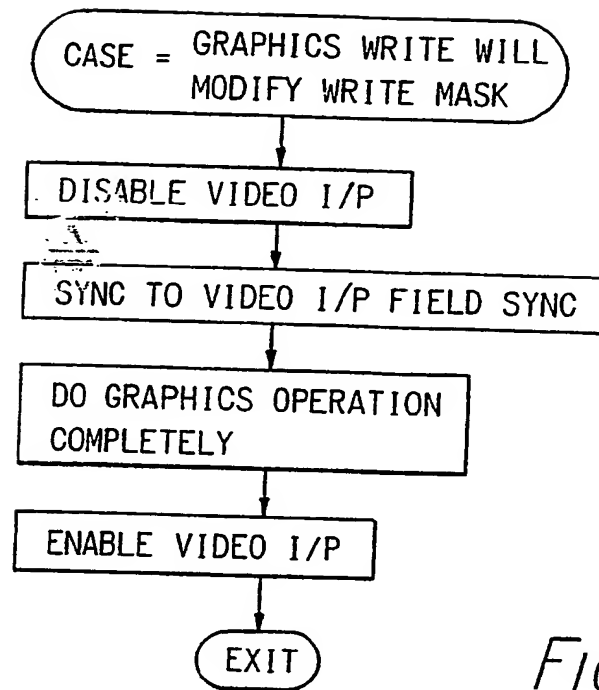 CASE = GRAPHICS WRITE WILL
MODIFY WRITE MASK
DISABLE VIDEO I/P
SYNC TO VIDEO I/P FIELD SYNC
DO GRAPHICS OPERATION
COMPLETELY
ENABLE VIDEO I/P
EXIT